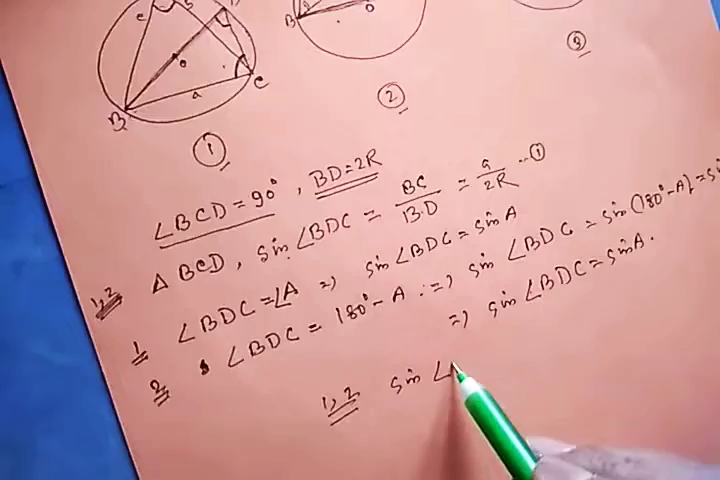 c b
B
a
C
B
O
1
2
3
∠BCD = 90°, BD = 2R
1,2 ΔBCD, sin ∠BDC = BC/BD = a/2R --- ①
1 ∠BDC = ∠A ⇒ sin ∠BDC = sin A
2 ∠BDC = 180° - A ∴ ⇒ sin ∠BDC = sin(180° - A) =
⇒ sin ∠BDC = sin A.
1,2 sin ∠